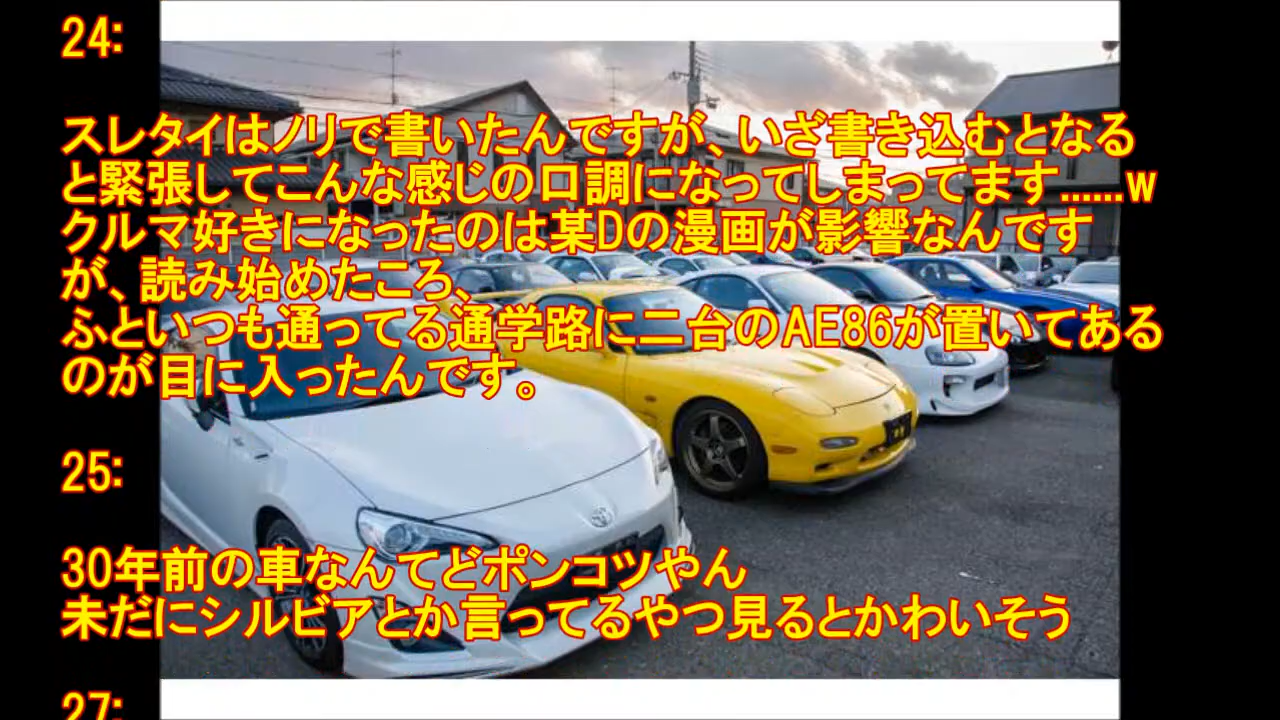 24:
スレタイはノリで書いたんですが、いざ書き込むとなる
と緊張してこんな感じの口調になってしまってます......w
クルマ好きになったのは某Dの漫画が影響なんです
が、読み始めたころ、
ふといつも通ってる通学路に二台のAE86が置いてある
のが目に入ったんです。
25:
30年前の車なんてどポンコツやん
未だにシルビアとか言ってるやつ見るとかわいそう
27: